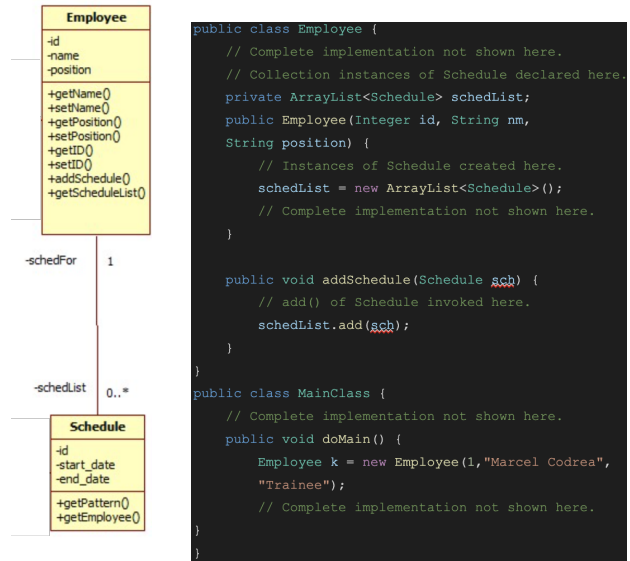 Employee
-id
-name
-position
+getName()
+setName()
+getPosition()
+setPosition()
+getID()
+setID()
+addSchedule()
+getScheduleList()
-schedFor 1
-schedList 0..*
Schedule
-id
-start_date
-end_date
+getPattern()
+getEmployee()
public class Employee {
// Complete implementation not shown here.
// Collection instances of Schedule declared here.
private ArrayList<Schedule> schedList;
public Employee(Integer id, String nm,
String position) {
// Instances of Schedule created here.
schedList = new ArrayList<Schedule>();
// Complete implementation not shown here.
}
public void addSchedule(Schedule sch) {
// add() of Schedule invoked here.
schedList.add(sch);
}
}
public class MainClass {
// Complete implementation not shown here.
public void doMain() {
Employee k = new Employee(1,"Marcel Codrea",
"Trainee");
// Complete implementation not shown here.
}
}